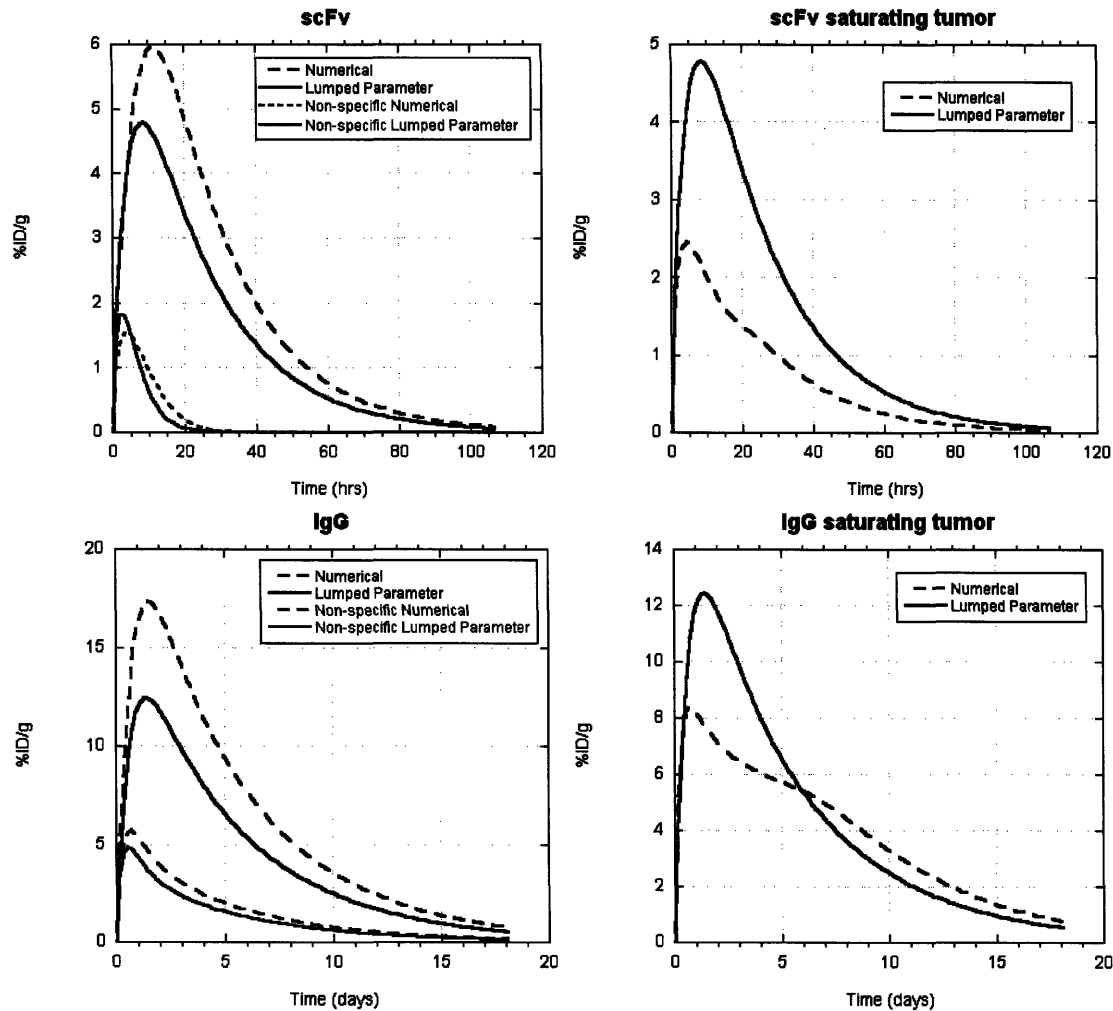 scFv
6
5
4
3
2
1
0
%ID/g
Numerical
Lumped Parameter
Non-specific Numerical
Non-specific Lumped Parameter
0 20 40 60 80 100 120
Time (hrs)
scFv saturating tumor
5
4
3
2
1
0
%ID/g
Numerical
Lumped Parameter
0 20 40 60 80 100 120
Time (hrs)
IgG
20
15
10
5
0
%ID/g
Numerical
Lumped Parameter
Non-specific Numerical
Non-specific Lumped Parameter
0 5 10 15 20
Time (days)
IgG saturating tumor
14
12
10
8
6
4
2
0
%ID/g
Numerical
Lumped Parameter
0 5 10 15 20
Time (days)